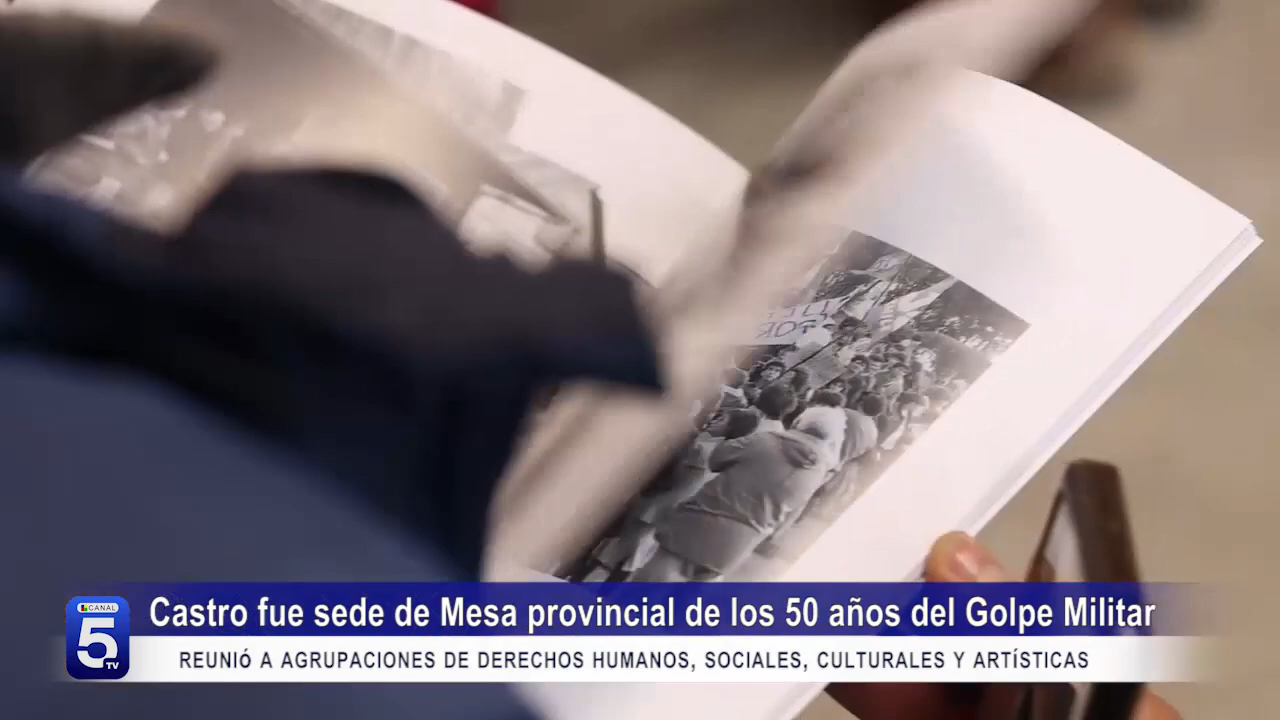 CANAL
5
TV
Castro fue sede de Mesa provincial de los 50 años del Golpe Militar
REUNIó A AGRUPACIONES DE DERECHOS HUMANOS, SOCIALES, CULTURALES Y ARTÍSTICAS